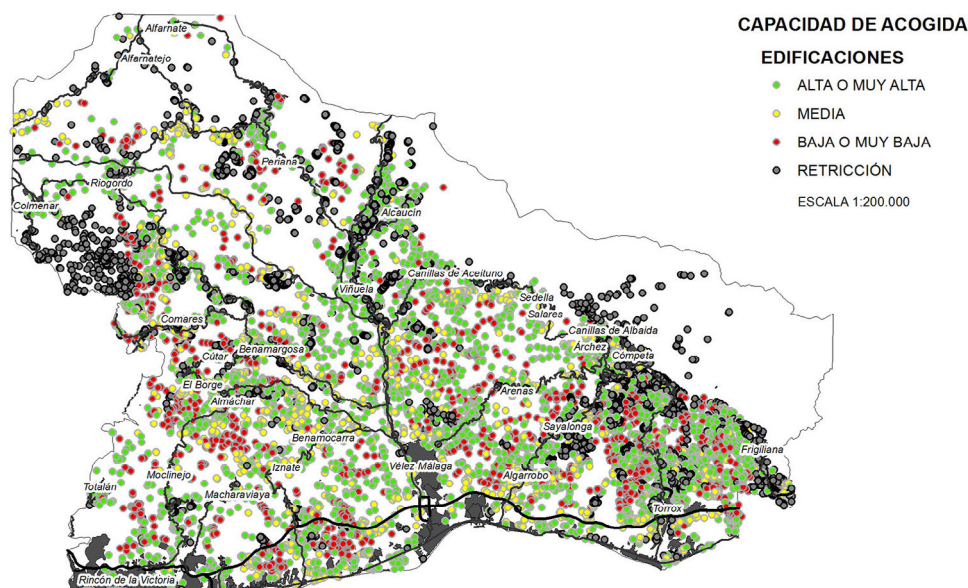 CAPACIDAD DE ACOGIDA
EDIFICACIONES
ALTA O MUY ALTA
MEDIA
BAJA O MUY BAJA
RETRICCIÓN
ESCALA 1:200.000
Alfarnate
Alfarnatejo
Periana
Riogordo
Colmenar
Alcaucín
Canillas de Aceituno
Viñuela
Sedella
Salares
Comares
Canillas de Albaida
Benamargosa
Árchez
Cútar
Cómpeta
El Borge
Arenas
Almáchar
Sayalonga
Benamocarra
Frigiliana
Vélez Málaga
Iznate
Moclinejo
Algarrobo
Totalán
Macharaviaya
Torrox
Rincón de la Victoria